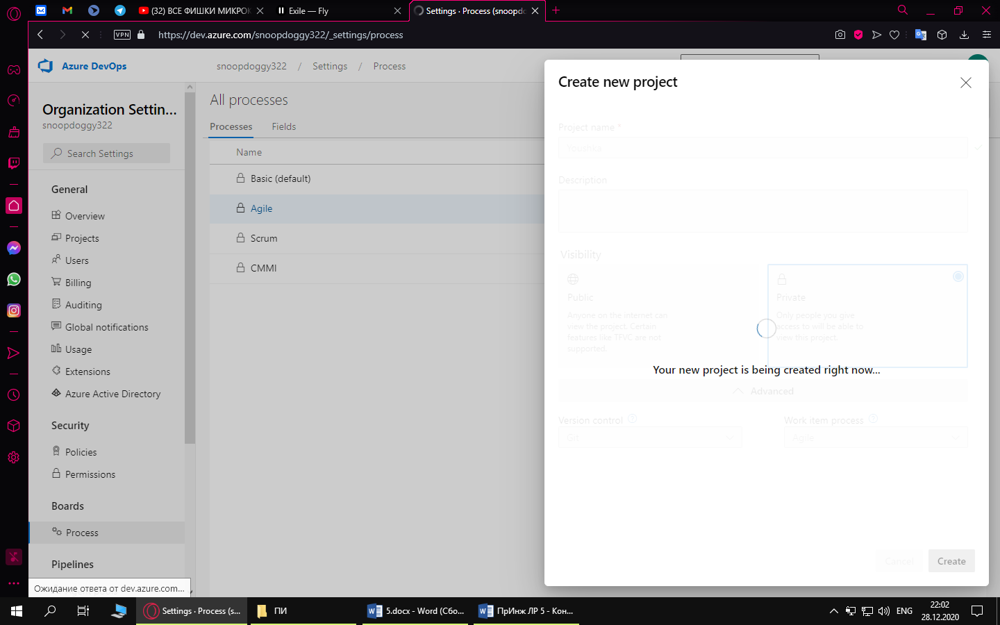 (32) ВСЕ ФИШКИ МИКРОК
Exile — Fly
Settings · Process (snoopdo
VPN
https://dev.azure.com/snoopdoggy322/_settings/process
Azure DevOps
snoopdoggy322 / Settings / Process
Organization Settin...
snoopdoggy322
Search Settings
General
Overview
Projects
Users
Billing
Auditing
Global notifications
Usage
Extensions
Azure Active Directory
Security
Policies
Permissions
Boards
Process
Pipelines
Ожидание ответа от dev.azure.com...
All processes
Processes
Fields
Name
Basic (default)
Agile
Scrum
CMMI
Create new project
Project name *
Description
Visibility
Public
Anyone on the internet can
view the project. Certain
features like TFVC are not
supported.
Private
Only people you give
access to will be able to
view this project.
Your new project is being created right now...
Advanced
Version control
Git
Work item process
Agile
Cancel
Create
Settings · Process (s...
ПИ
5.docx - Word (Сбо...
ПрИнж ЛР 5 - Кон...
ENG
22:02
28.12.2020